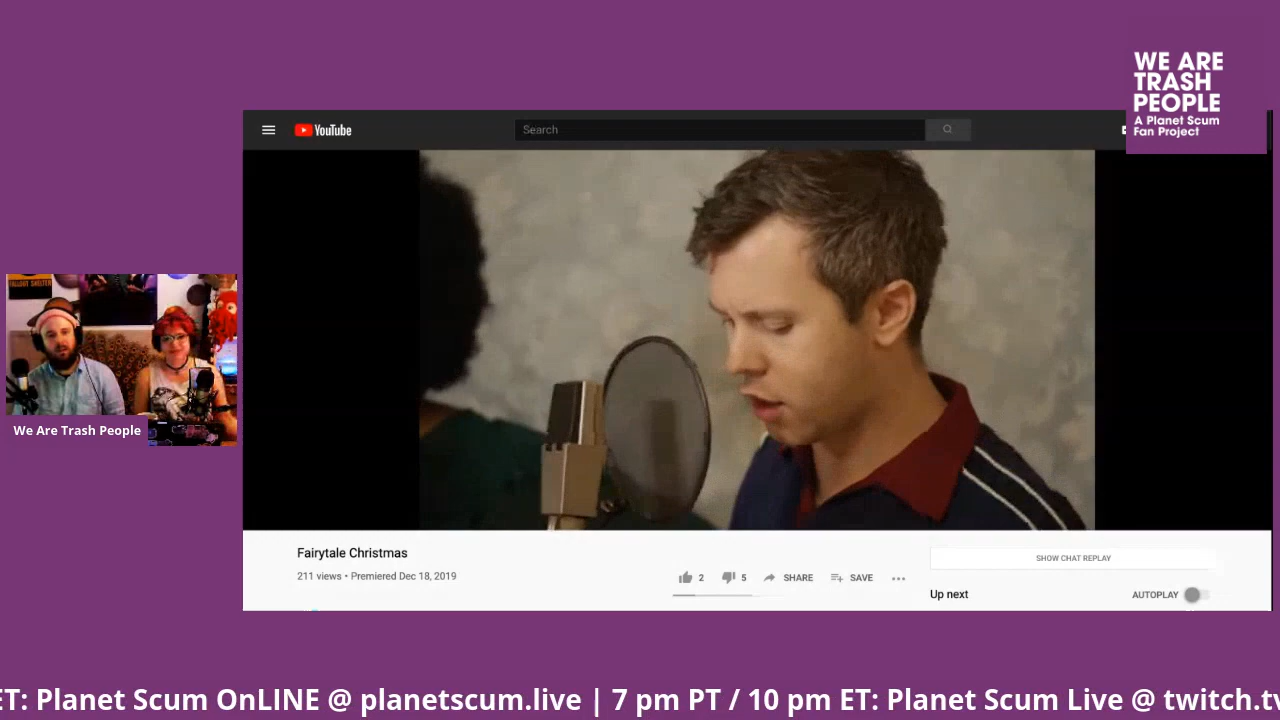 WE ARE
TRASH
PEOPLE
A Planet Scum
Fan Project
YouTube
Search
FALLOUT SHELTER
We Are Trash People
Fairytale Christmas
211 views • Premiered Dec 18, 2019
2
5
SHARE
SAVE
SHOW CHAT REPLAY
Up next
AUTOPLAY
ET: Planet Scum OnLINE @ planetscum.live | 7 pm PT / 10 pm ET: Planet Scum Live @ twitch.tv